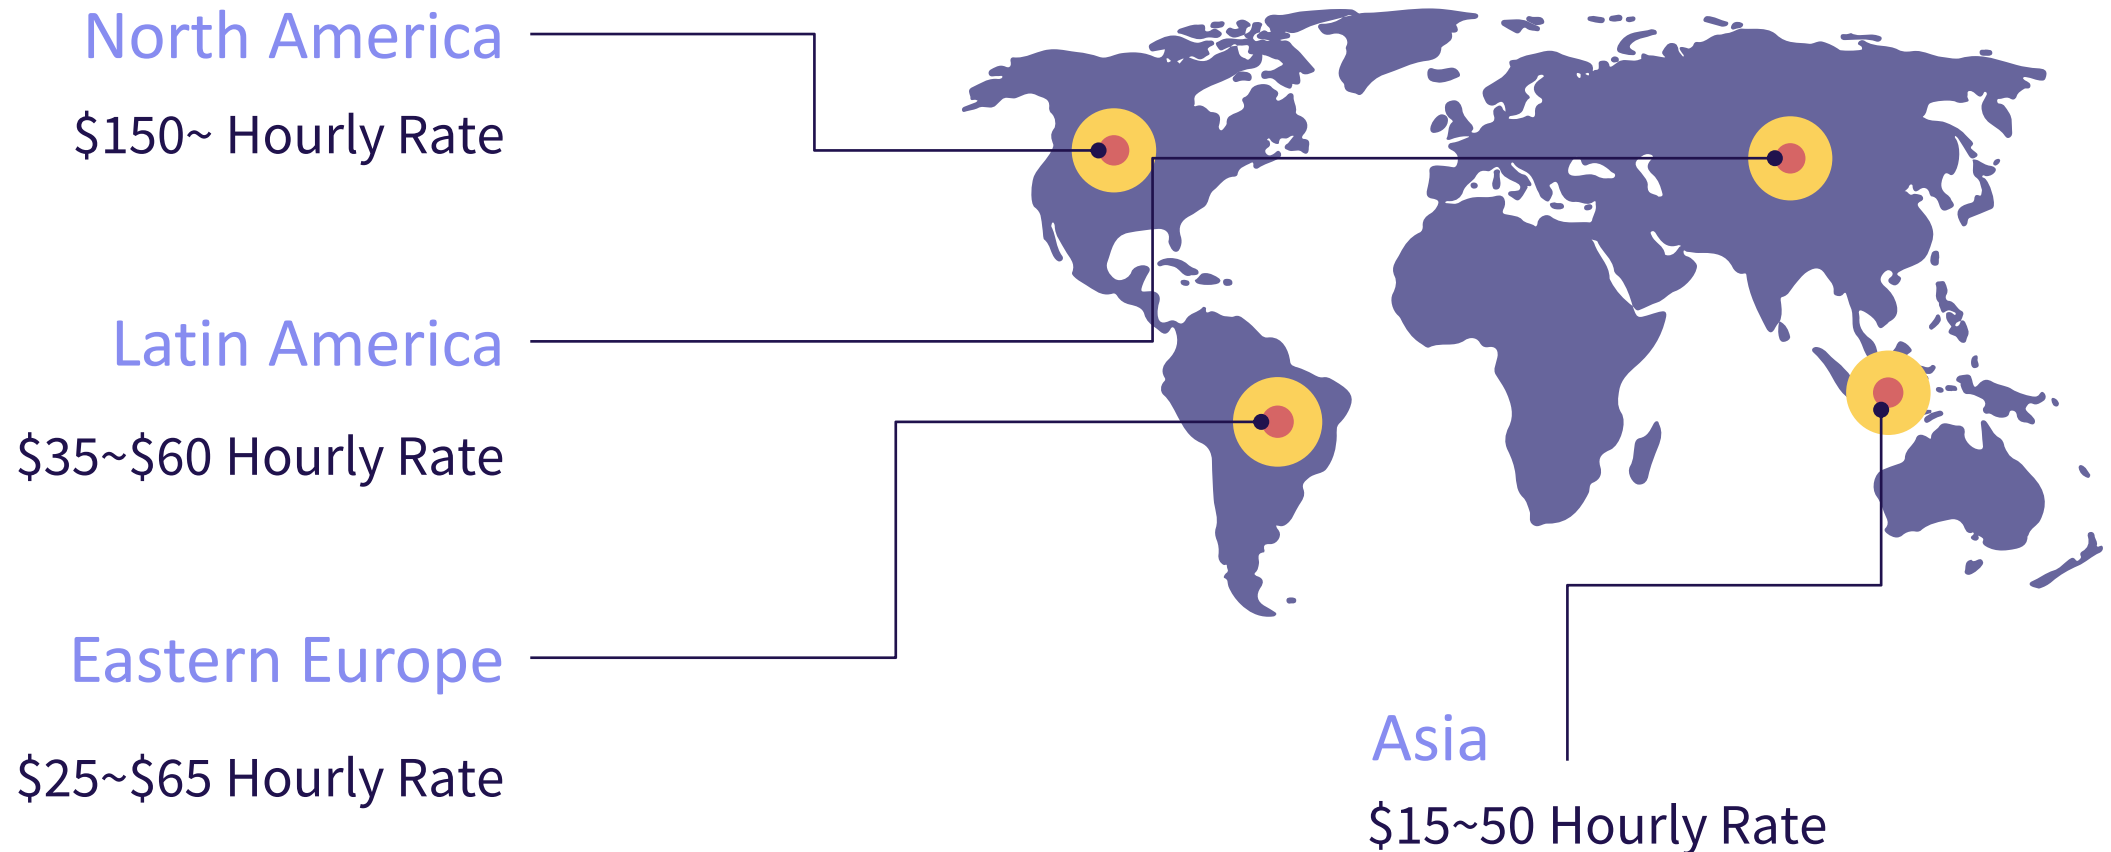 North America
$150~ Hourly Rate
Latin America
$35~$60 Hourly Rate
Eastern Europe
$25~$65 Hourly Rate
Asia
$15~50 Hourly Rate